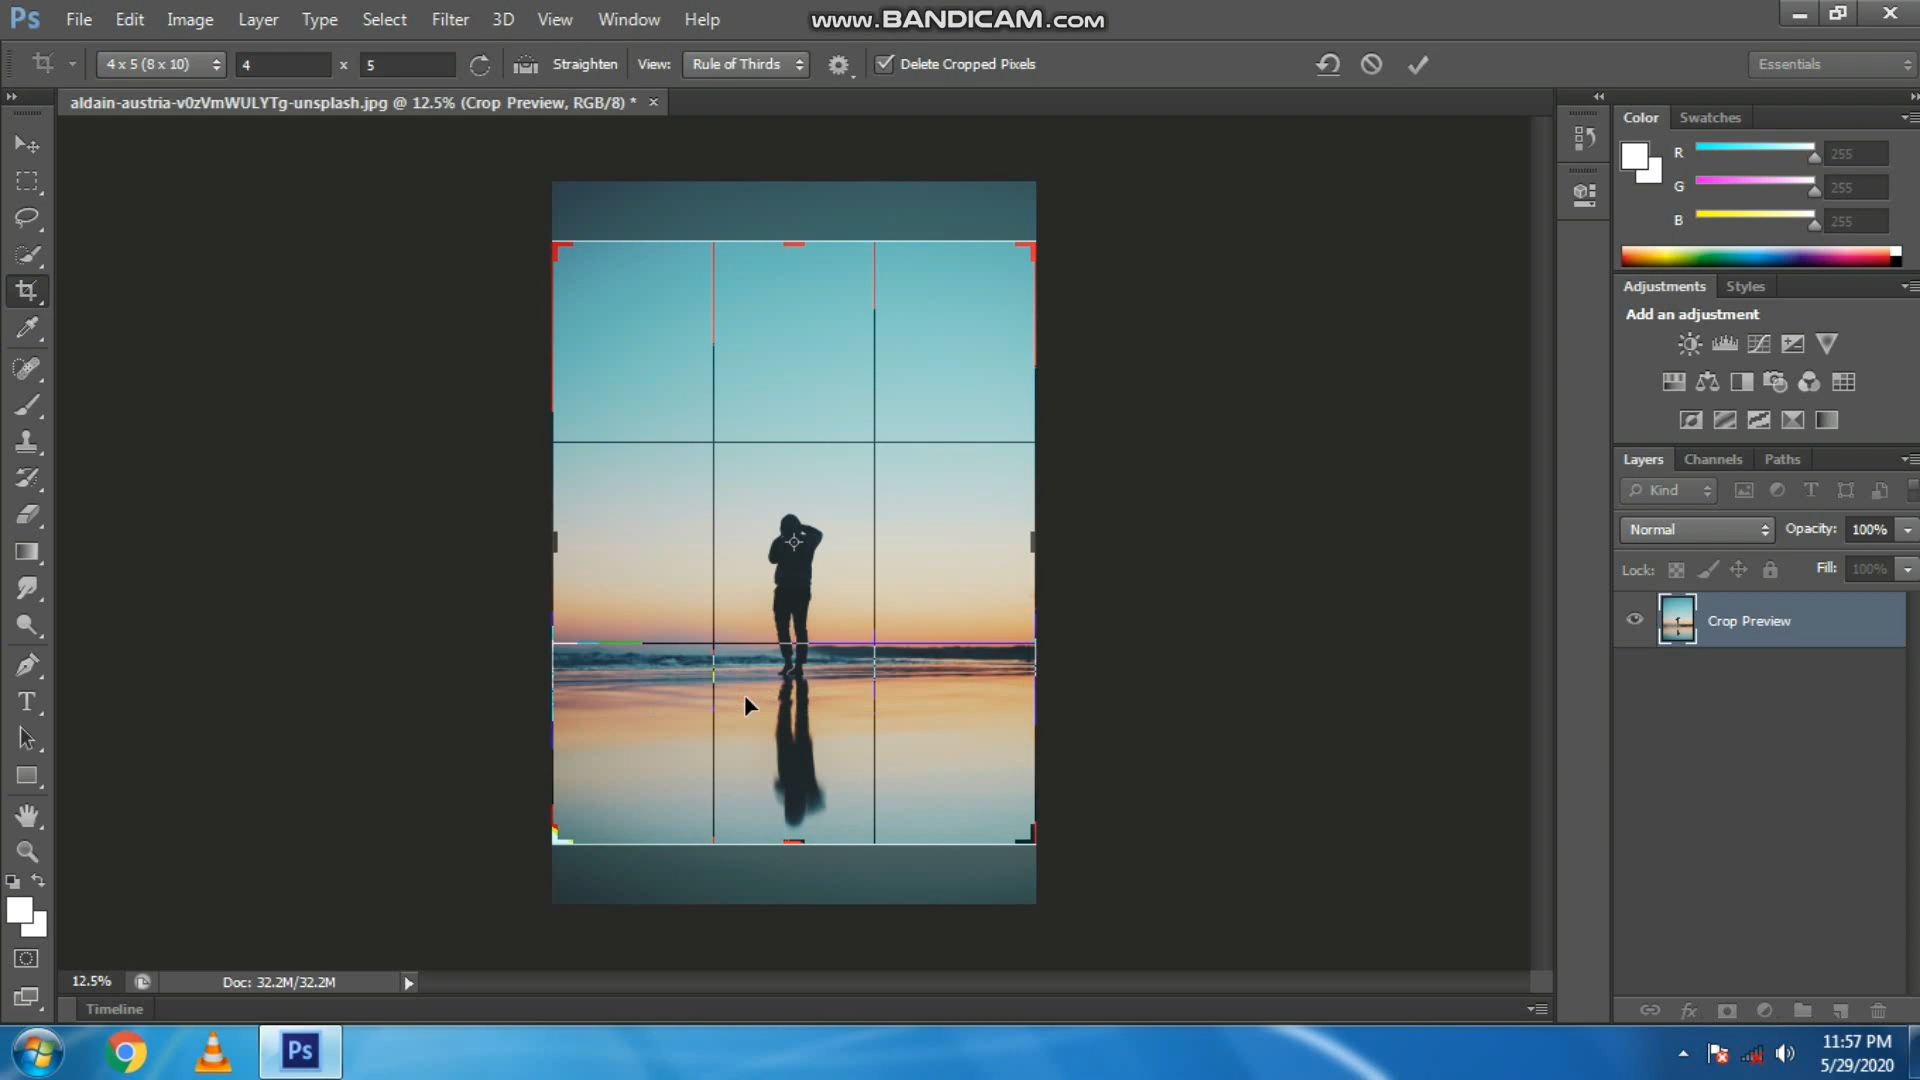 Ps File Edit Image Layer Type Select Filter 3D View Window Help
www.BANDICAM.com
4 x 5 (8 x 10) 4 x 5 Straighten View: Rule of Thirds Delete Cropped Pixels Essentials
aldain-austria-v0zVmWULYTg-unsplash.jpg @ 12.5% (Crop Preview, RGB/8) * ×
Color Swatches
R 255
G 255
B 255
Adjustments Styles
Add an adjustment
Layers Channels Paths
Kind T
Normal Opacity: 100%
Lock: Fill: 100%
Crop Preview
T
12.5% Doc: 32.2M/32.2M
Timeline
fx
Ps
11:57 PM
5/29/2020